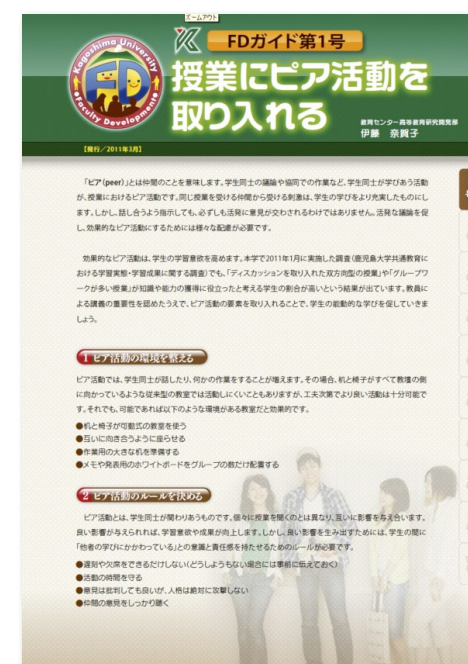 ズームアウト
Kagoshima University
FD
Faculty Development
FDガイド第1号
授業にピア活動を
取り入れる
教育センター高等教育研究開発部
伊藤 奈賀子
【発行/2011年3月】
「ピア(peer)」とは仲間のことを意味します。学生同士の議論や協同での作業など、学生同士が学びあう活動
が、授業におけるピア活動です。同じ授業を受ける仲間から受ける刺激は、学生の学びをより充実したものにし
ます。しかし、話し合うよう指示しても、必ずしも活発に意見が交わされるわけではありません。活発な議論を促
し、効果的なピア活動にするためには様々な配慮が必要です。
効果的なピア活動は、学生の学習意欲を高めます。本学で2011年1月に実施した調査(鹿児島大学共通教育に
おける学習実態・学習成果に関する調査)でも、「ディスカッションを取り入れた双方向型の授業」や「グループワ
ークが多い授業」が知識や能力の獲得に役立ったと考える学生の割合が高いという結果が出ています。教員に
よる講義の重要性を認めたうえで、ピア活動の要素を取り入れることで、学生の能動的な学びを促していきま
しょう。
1 ピア活動の環境を整える
ピア活動では、学生同士が話したり、何かの作業をすることが増えます。その場合、机と椅子がすべて教壇の側
に向かっているような従来型の教室では活動しにくいこともありますが、工夫次第でより良い活動は十分可能で
す。それでも、可能であれば以下のような環境がある教室だと効果的です。
●机と椅子が可動式の教室を使う
●互いに向き合うように座らせる
●作業用の大きな机を準備する
●メモや発表用のホワイトボードをグループの数だけ配置する
2 ピア活動のルールを決める
ピア活動とは、学生同士が関わりあうものです。個々に授業を聞くのとは異なり、互いに影響を与え合います。
良い影響が与えられれば、学習意欲や成果が向上します。しかし、良い影響を生み出すためには、学生の間に
「他者の学びにかかわっている」との意識と責任感を持たせるためのルールが必要です。
●遅刻や欠席をできるだけしない(どうしようもない場合には事前に伝えておく)
●活動の時間を守る
●意見は批判しても良いが、人格は絶対に攻撃しない
●仲間の意見をしっかり聴く